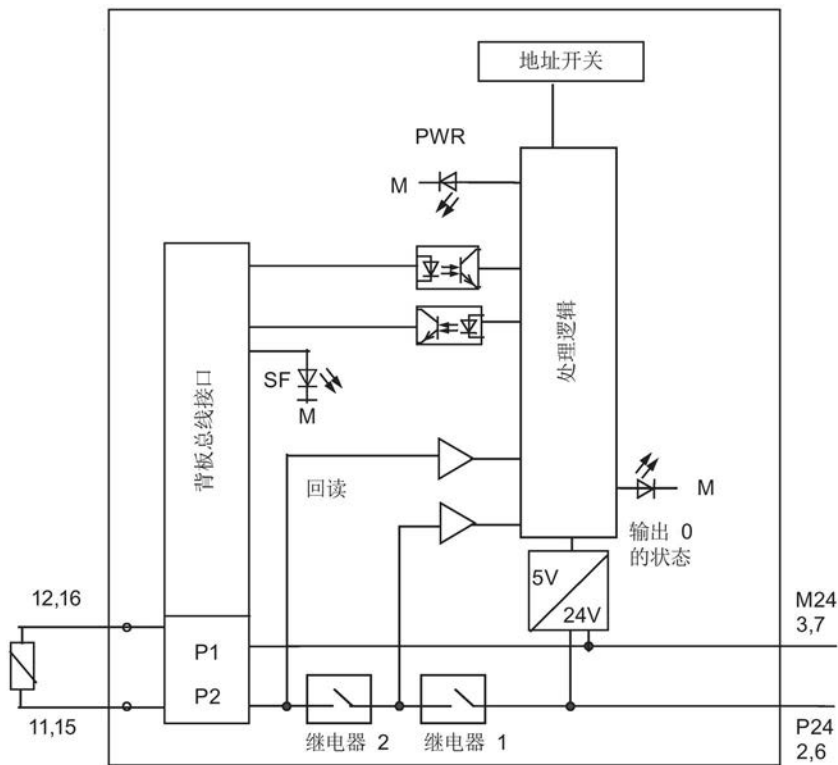 地址开关
PWR
M
处理逻辑
背板总线接口
SF
M
回读
M
输出 0
的状态
5V
24V
12,16
M24
3,7
P1
P2
11,15
继电器 2
继电器 1
P24
2,6